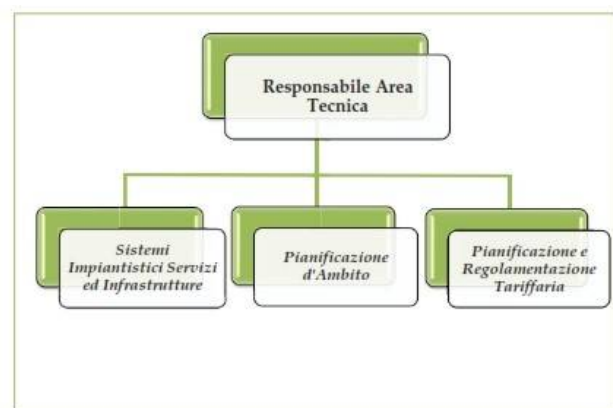 Responsabile Area
Tecnica
Sistemi
Impiantistici Servizi
ed Infrastrutture
Pianificazione
d'Ambito
Pianificazione e
Regolamentazione
Tariffaria